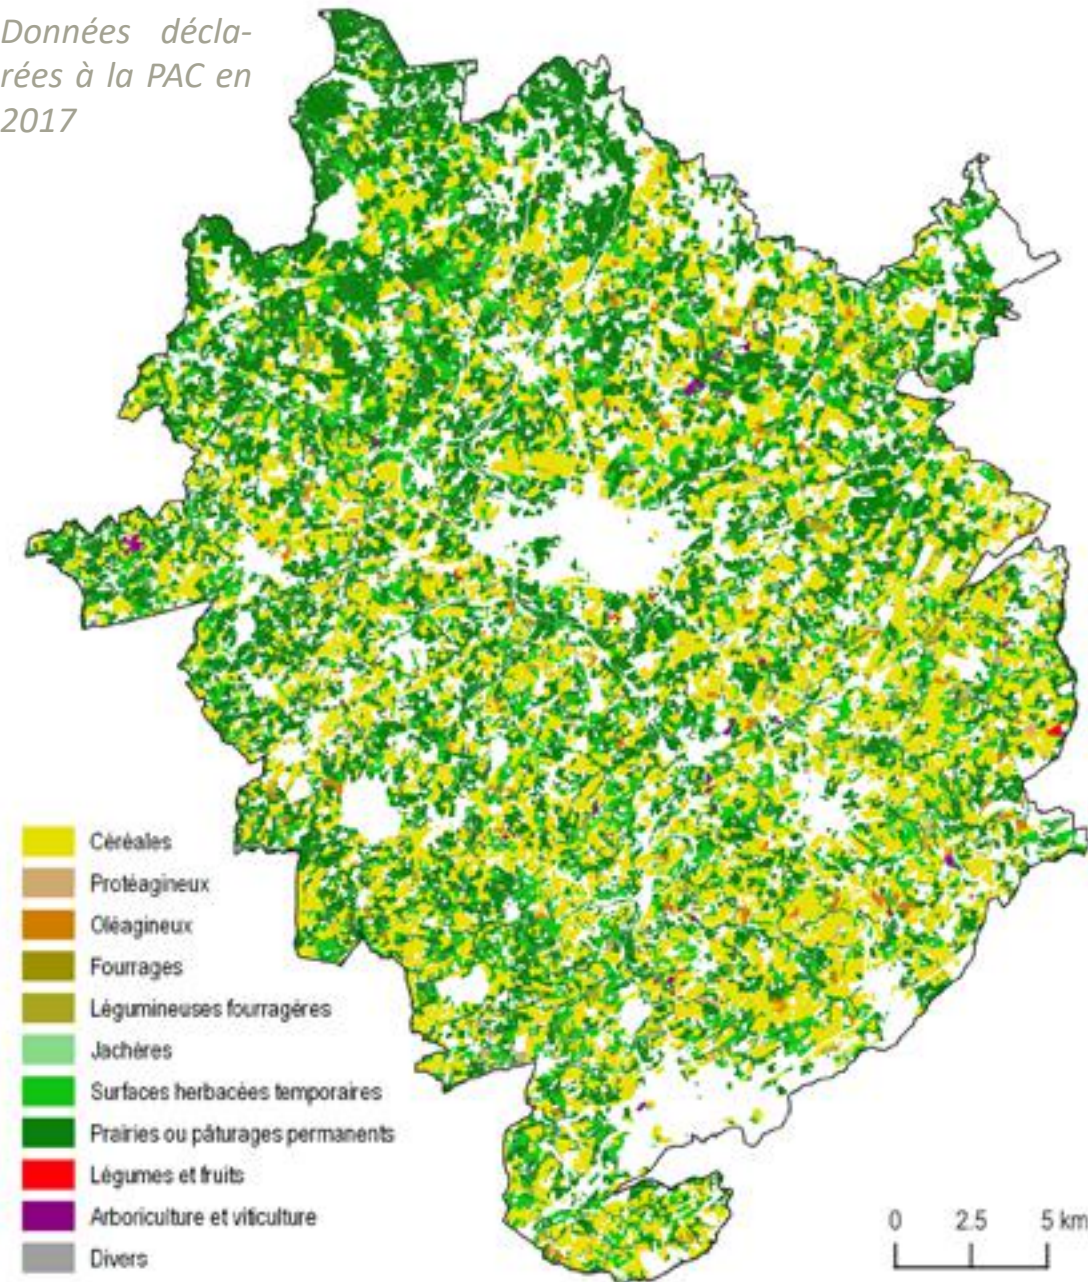 Données décla-
rées à la PAC en
2017
Céréales
Protéagineux
Oléagineux
Fourrages
Légumineuses fourragères
Jachères
Surfaces herbacées temporaires
Prairies ou pâturages permanents
Légumes et fruits
Arboriculture et viticulture
Divers
0 2.5 5 km